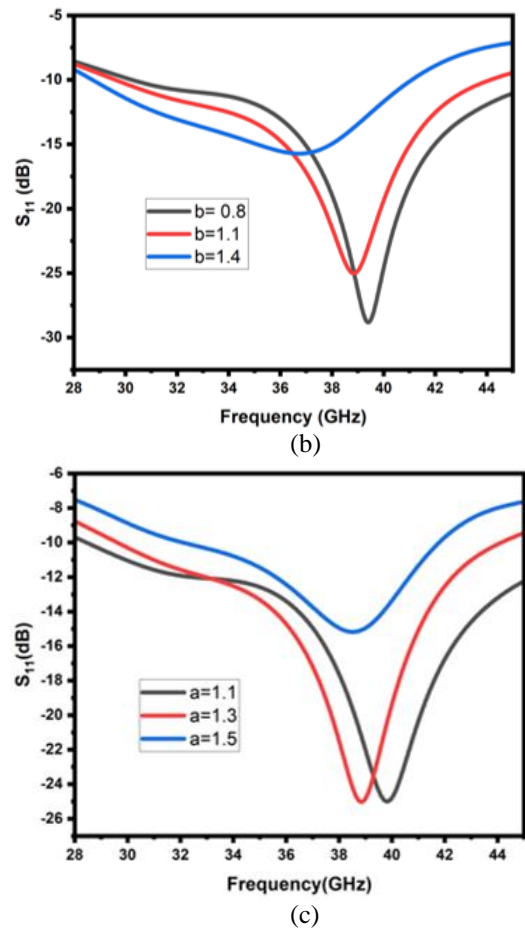 -5
-10
-15
-20
-25
-30
S11 (dB)
b= 0.8
b=1.1
b=1.4
28 30 32 34 36 38 40 42 44
Frequency (GHz)
(b)
-6
-8
-10
-12
-14
-16
-18
-20
-22
-24
-26
S11(dB)
a=1.1
a=1.3
a=1.5
28 30 32 34 36 38 40 42 44
Frequency(GHz)
(c)